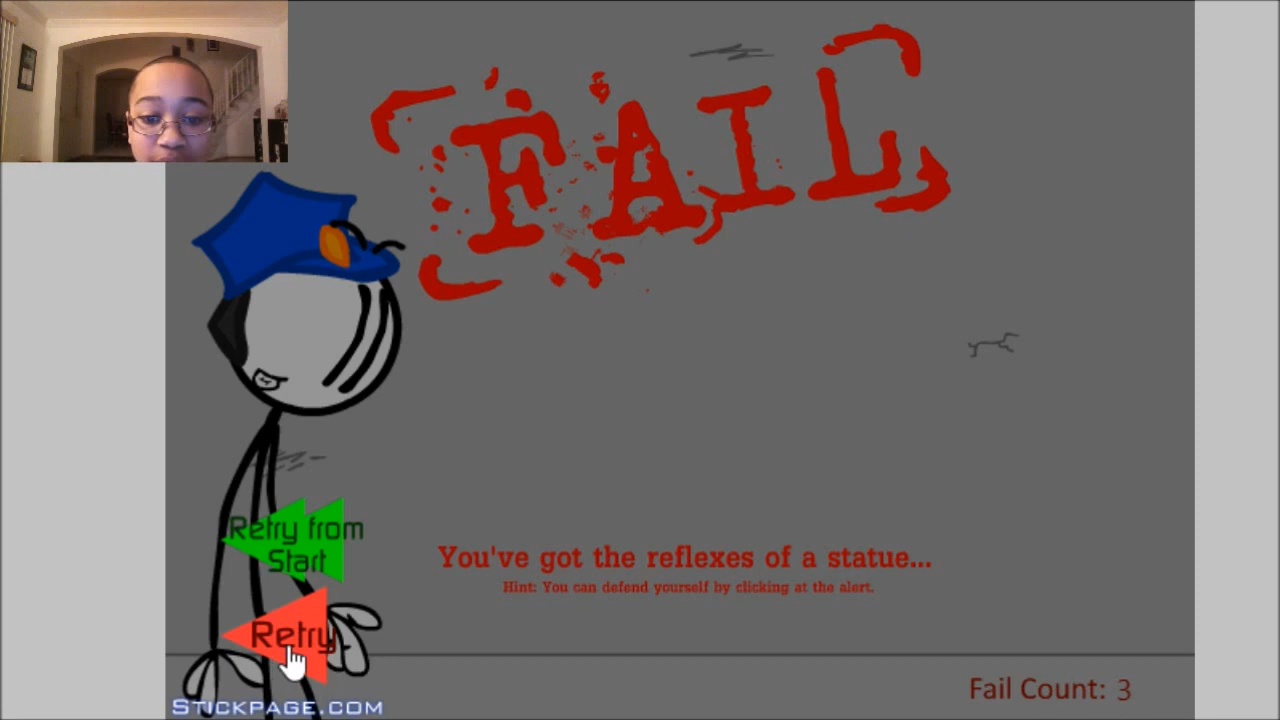 FAIL
Retry from
Start
You've got the reflexes of a statue...
Hint: You can defend yourself by clicking at the alert.
Retry
Fail Count: 3
STICKPAGE.COM